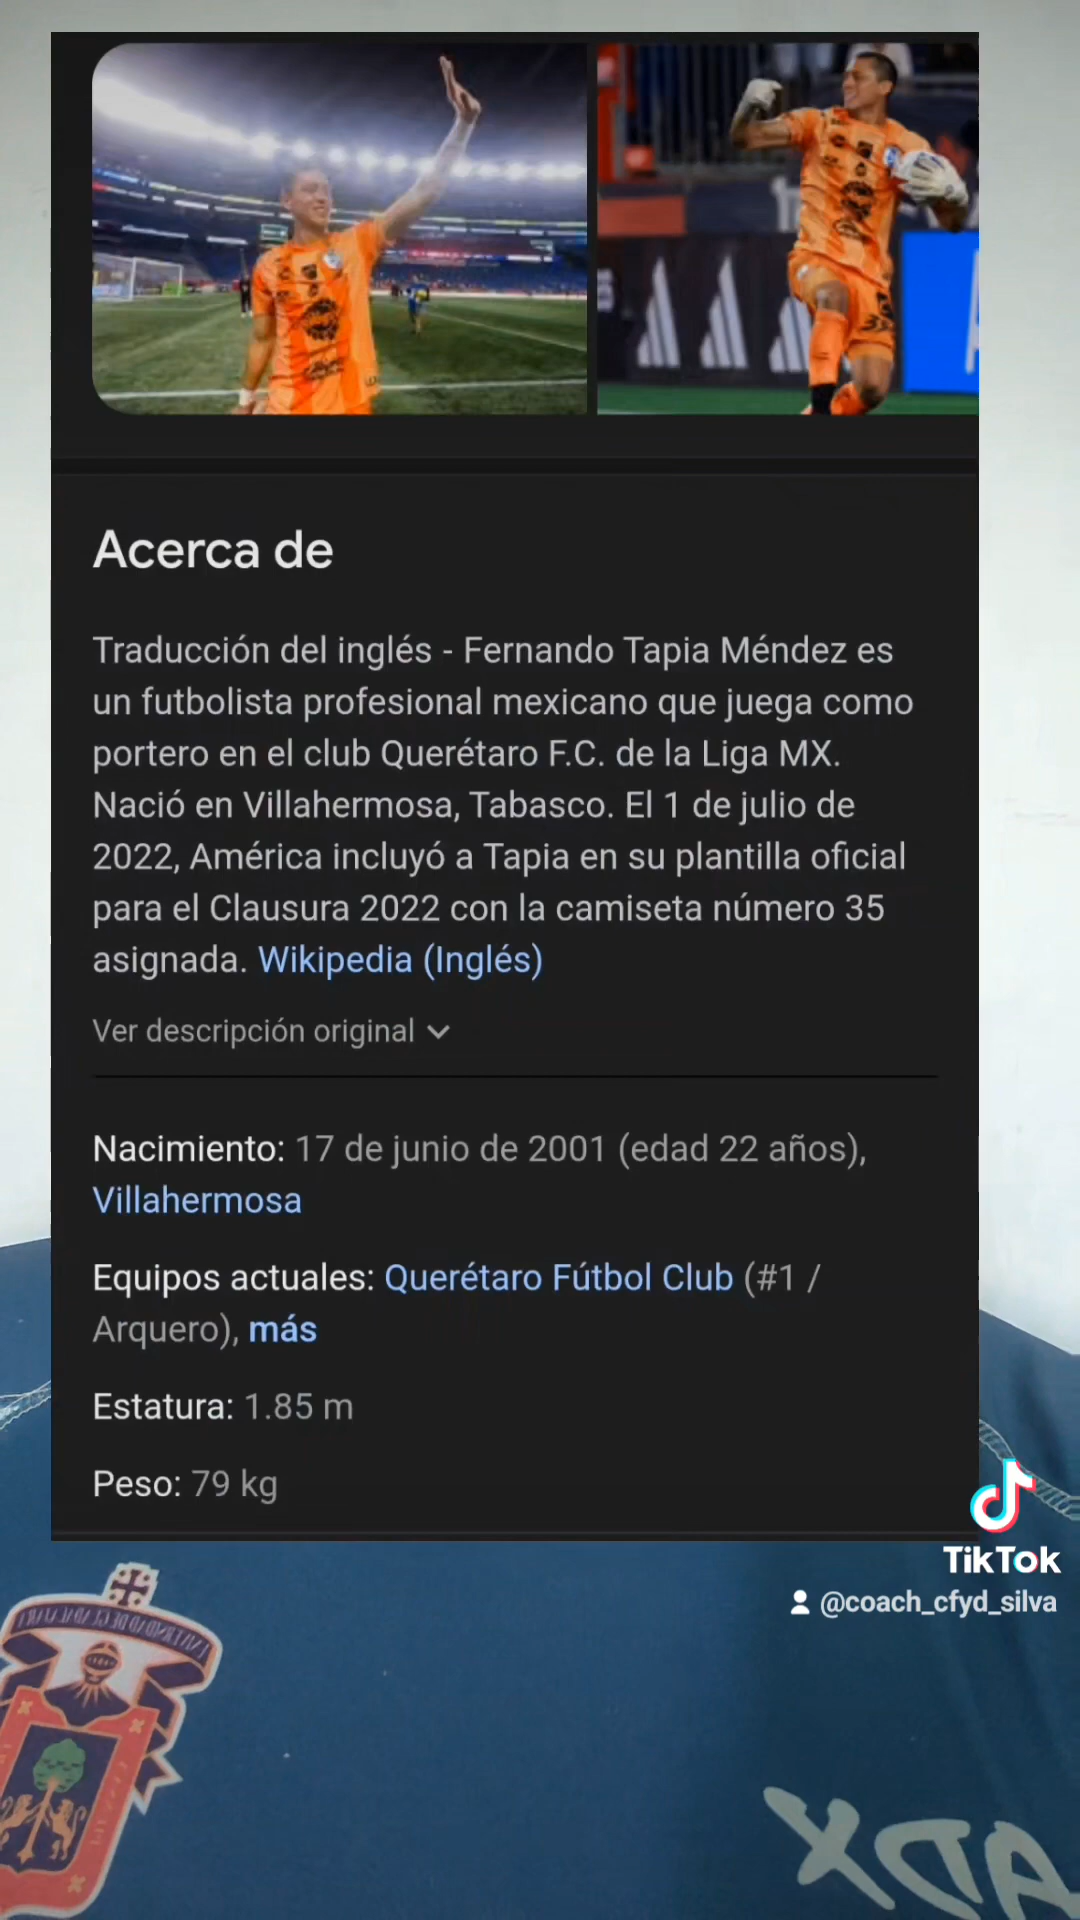 Acerca de
Traducción del inglés - Fernando Tapia Méndez es
un futbolista profesional mexicano que juega como
portero en el club Querétaro F.C. de la Liga MX.
Nació en Villahermosa, Tabasco. El 1 de julio de
2022, América incluyó a Tapia en su plantilla oficial
para el Clausura 2022 con la camiseta número 35
asignada. Wikipedia (Inglés)
Ver descripción original
Nacimiento: 17 de junio de 2001 (edad 22 años),
Villahermosa
Equipos actuales: Querétaro Fútbol Club (#1 /
Arquero), más
Estatura: 1.85 m
Peso: 79 kg
TikTok
@coach_cfyd_silva
UNIVERSIDAD DE GUADALAJARA